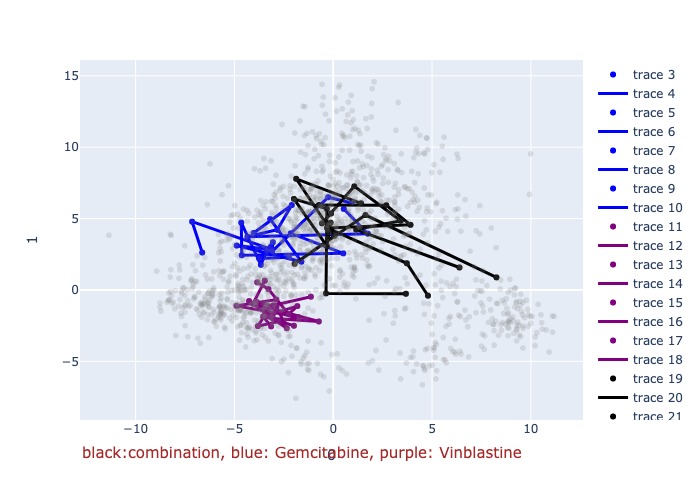 15
10
5
0
−5
1
−10
−5
0
5
10
0
black:combination, blue: Gemcitabine, purple: Vinblastine
trace 3
trace 4
trace 5
trace 6
trace 7
trace 8
trace 9
trace 10
trace 11
trace 12
trace 13
trace 14
trace 15
trace 16
trace 17
trace 18
trace 19
trace 20
trace 21